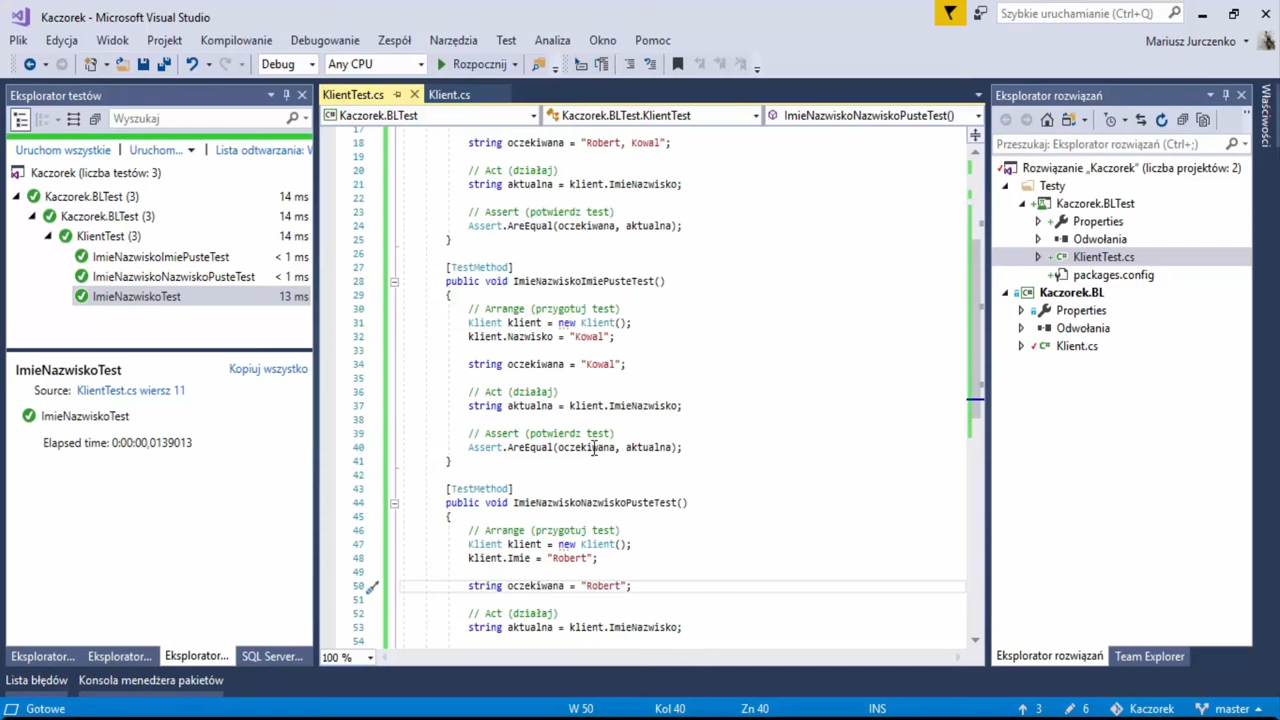 Kaczorek - Microsoft Visual Studio
Szybkie uruchamianie (Ctrl+Q)
Plik Edycja Widok Projekt Kompilowanie Debugowanie Zespół Narzędzia Test Analiza Okno Pomoc
Mariusz Jurczenko
Debug Any CPU Rozpocznij
Eksplorator testów
Wyszukaj
Uruchom wszystkie Uruchom... Lista odtwarzania: W
Kaczorek (liczba testów: 3)
Kaczorek.BLTest (3) 14 ms
Kaczorek.BLTest (3) 14 ms
KlientTest (3) 14 ms
ImieNazwiskoImiePusteTest < 1 ms
ImieNazwiskoNazwiskoPusteTest < 1 ms
ImieNazwiskoTest 13 ms
ImieNazwiskoTest Kopiuj wszystko
Source: KlientTest.cs wiersz 11
ImieNazwiskoTest
Elapsed time: 0:00:00,0139013
Eksplorator... Eksplorator... Eksplorator... SQL Server...
KlientTest.cs Klient.cs
Kaczorek.BLTest Kaczorek.BLTest.KlientTest ImieNazwiskoNazwiskoPusteTest()
17
18 string oczekiwana = "Robert, Kowal";
19
20 // Act (działaj)
21 string aktualna = klient.ImieNazwisko;
22
23 // Assert (potwierdz test)
24 Assert.AreEqual(oczekiwana, aktualna);
25 }
26
27 [TestMethod]
28 public void ImieNazwiskoImiePusteTest()
29 {
30 // Arrange (przygotuj test)
31 Klient klient = new Klient();
32 klient.Nazwisko = "Kowal";
33
34 string oczekiwana = "Kowal";
35
36 // Act (działaj)
37 string aktualna = klient.ImieNazwisko;
38
39 // Assert (potwierdz test)
40 Assert.AreEqual(oczekiwana, aktualna);
41 }
42
43 [TestMethod]
44 public void ImieNazwiskoNazwiskoPusteTest()
45 {
46 // Arrange (przygotuj test)
47 Klient klient = new Klient();
48 klient.Imie = "Robert";
49
50 string oczekiwana = "Robert";
51
52 // Act (działaj)
53 string aktualna = klient.ImieNazwisko;
54
100 %
Eksplorator rozwiązań
Przeszukaj: Eksplorator rozwiązań (Ctrl+;)
Rozwiązanie „Kaczorek” (liczba projektów: 2)
Testy
Kaczorek.BLTest
Properties
Odwołania
KlientTest.cs
packages.config
Kaczorek.BL
Properties
Odwołania
Klient.cs
Eksplorator rozwiązań Team Explorer
Właściwości
Lista błędów Konsola menedżera pakietów
Gotowe W 50 Kol 40 Zn 40 INS 3 6 Kaczorek master